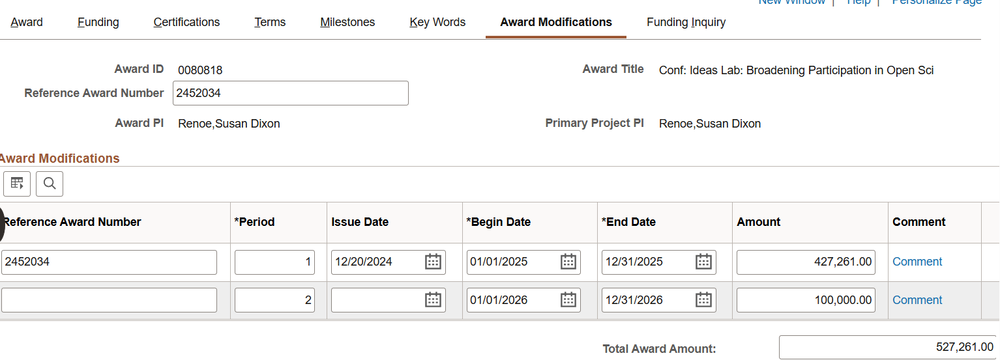 New Window | Help | Personalize Page
Award Funding Certifications Terms Milestones Key Words Award Modifications Funding Inquiry
Award ID 0080818 Award Title Conf: Ideas Lab: Broadening Participation in Open Sci
Reference Award Number 2452034
Award PI Renoe,Susan Dixon Primary Project PI Renoe,Susan Dixon
Award Modifications
Reference Award Number *Period Issue Date *Begin Date *End Date Amount Comment
2452034 1 12/20/2024 01/01/2025 12/31/2025 427,261.00 Comment
2 01/01/2026 12/31/2026 100,000.00 Comment
Total Award Amount: 527,261.00